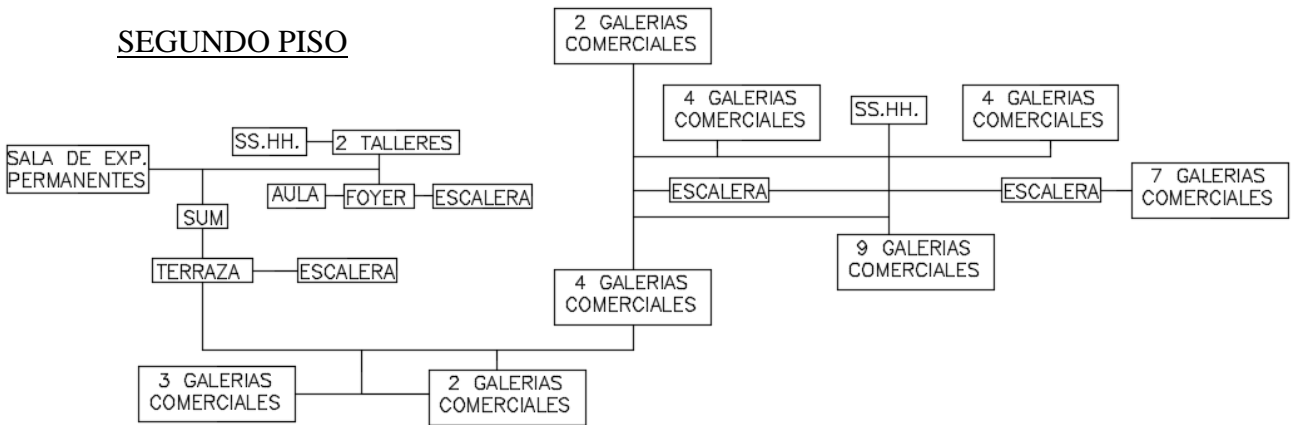 SEGUNDO PISO
2 GALERIAS
COMERCIALES
4 GALERIAS
COMERCIALES
SS.HH.
4 GALERIAS
COMERCIALES
SS.HH.
2 TALLERES
SALA DE EXP.
PERMANENTES
AULA
FOYER
ESCALERA
ESCALERA
ESCALERA
7 GALERIAS
COMERCIALES
SUM
TERRAZA
ESCALERA
9 GALERIAS
COMERCIALES
4 GALERIAS
COMERCIALES
3 GALERIAS
COMERCIALES
2 GALERIAS
COMERCIALES